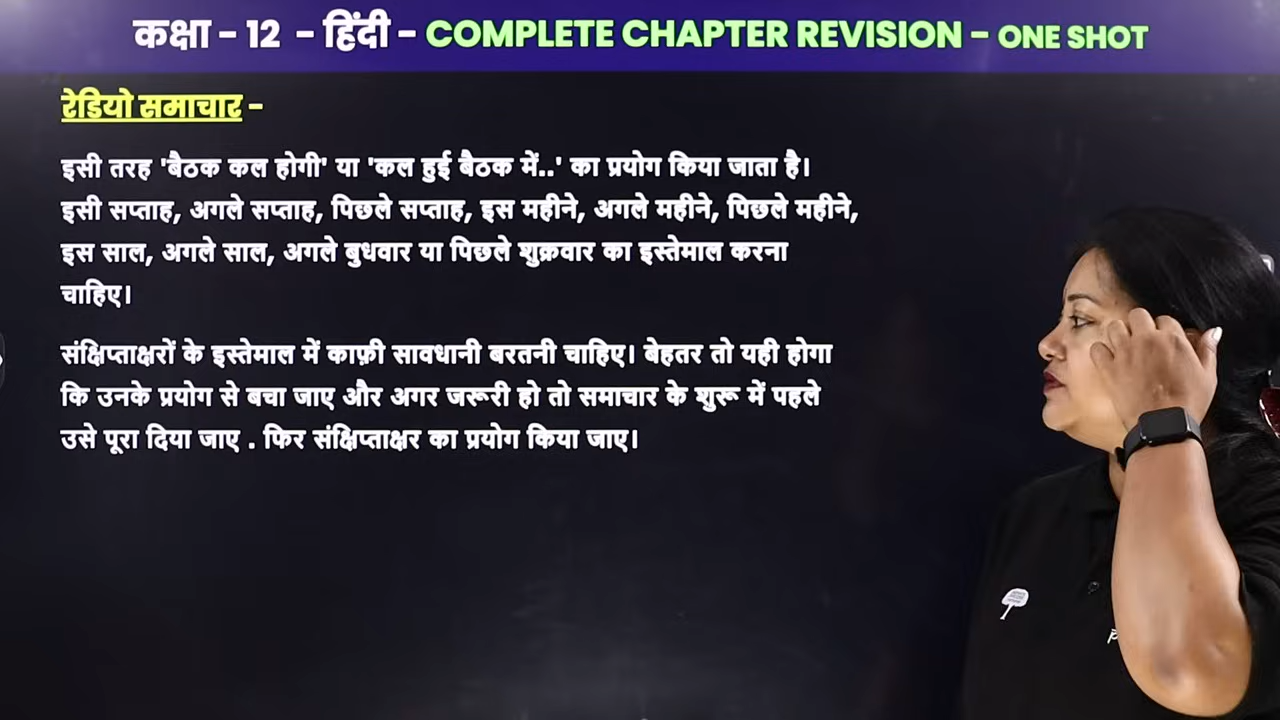 कक्षा - 12 - हिंदी - COMPLETE CHAPTER REVISION - ONE SHOT
रेडियो समाचार -
इसी तरह 'बैठक कल होगी' या 'कल हुई बैठक में..' का प्रयोग किया जाता है।
इसी सप्ताह, अगले सप्ताह, पिछले सप्ताह, इस महीने, अगले महीने, पिछले महीने,
इस साल, अगले साल, अगले बुधवार या पिछले शुक्रवार का इस्तेमाल करना
चाहिए।
संक्षिप्ताक्षरों के इस्तेमाल में काफ़ी सावधानी बरतनी चाहिए। बेहतर तो यही होगा
कि उनके प्रयोग से बचा जाए और अगर जरूरी हो तो समाचार के शुरू में पहले
उसे पूरा दिया जाए . फिर संक्षिप्ताक्षर का प्रयोग किया जाए।